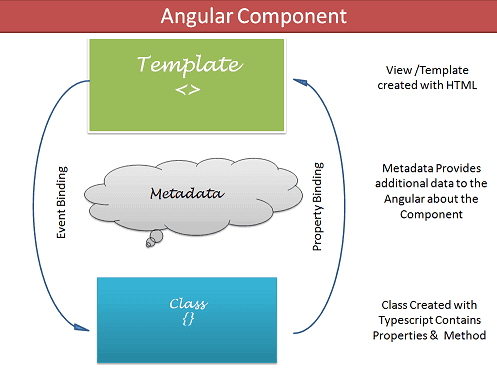 Angular Component
Template
<>
View /Template
created with HTML
Event Binding
Metadata
Property Binding
Metadata Provides
additional data to the
Angular about the
Component
Class
{}
Class Created with
Typescript Contains
Properties & Method